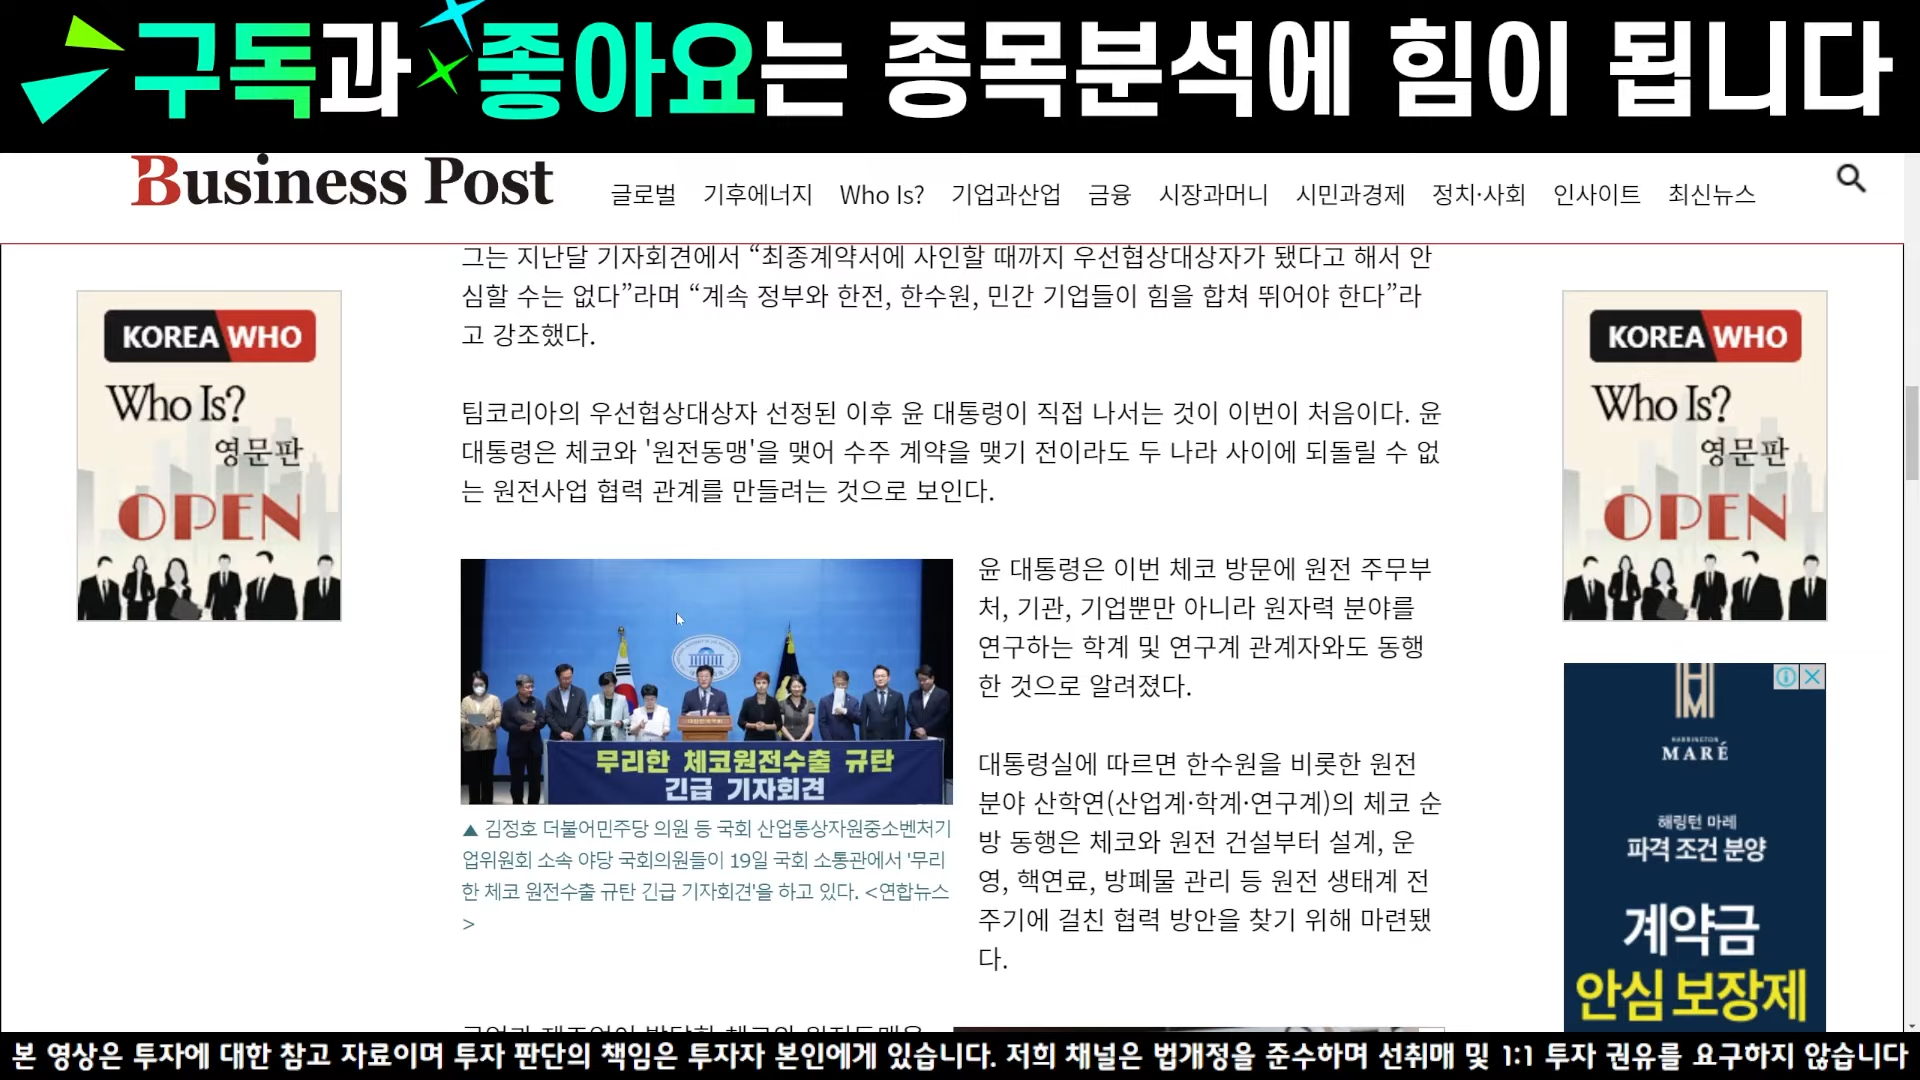 구독과 좋아요는 종목분석에 힘이 됩니다
Business Post
글로벌 기후에너지 Who Is? 기업과산업 금융 시장과머니 시민과경제 정치·사회 인사이트 최신뉴스
그는 지난달 기자회견에서 “최종계약서에 사인할 때까지 우선협상대상자가 됐다고 해서 안
심할 수는 없다”라며 “계속 정부와 한전, 한수원, 민간 기업들이 힘을 합쳐 뛰어야 한다”라
고 강조했다.
팀코리아의 우선협상대상자 선정된 이후 윤 대통령이 직접 나서는 것이 이번이 처음이다. 윤
대통령은 체코와 '원전동맹'을 맺어 수주 계약을 맺기 전이라도 두 나라 사이에 되돌릴 수 없
는 원전사업 협력 관계를 만들려는 것으로 보인다.
무리한 체코원전수출 규탄
긴급 기자회견
▲ 김정호 더불어민주당 의원 등 국회 산업통상자원중소벤처기
업위원회 소속 야당 국회의원들이 19일 국회 소통관에서 '무리
한 체코 원전수출 규탄 긴급 기자회견'을 하고 있다. <연합뉴스
>
윤 대통령은 이번 체코 방문에 원전 주무부
처, 기관, 기업뿐만 아니라 원자력 분야를
연구하는 학계 및 연구계 관계자와도 동행
한 것으로 알려졌다.
대통령실에 따르면 한수원을 비롯한 원전
분야 산학연(산업계·학계·연구계)의 체코 순
방 동행은 체코와 원전 건설부터 설계, 운
영, 핵연료, 방폐물 관리 등 원전 생태계 전
주기에 걸친 협력 방안을 찾기 위해 마련됐
다.
KOREA WHO
Who Is?
영문판
OPEN
KOREA WHO
Who Is?
영문판
OPEN
HARRINGTON
MARÉ
해링턴 마레
파격 조건 분양
계약금
안심 보장제
본 영상은 투자에 대한 참고 자료이며 투자 판단의 책임은 투자자 본인에게 있습니다. 저희 채널은 법개정을 준수하며 선취매 및 1:1 투자 권유를 요구하지 않습니다